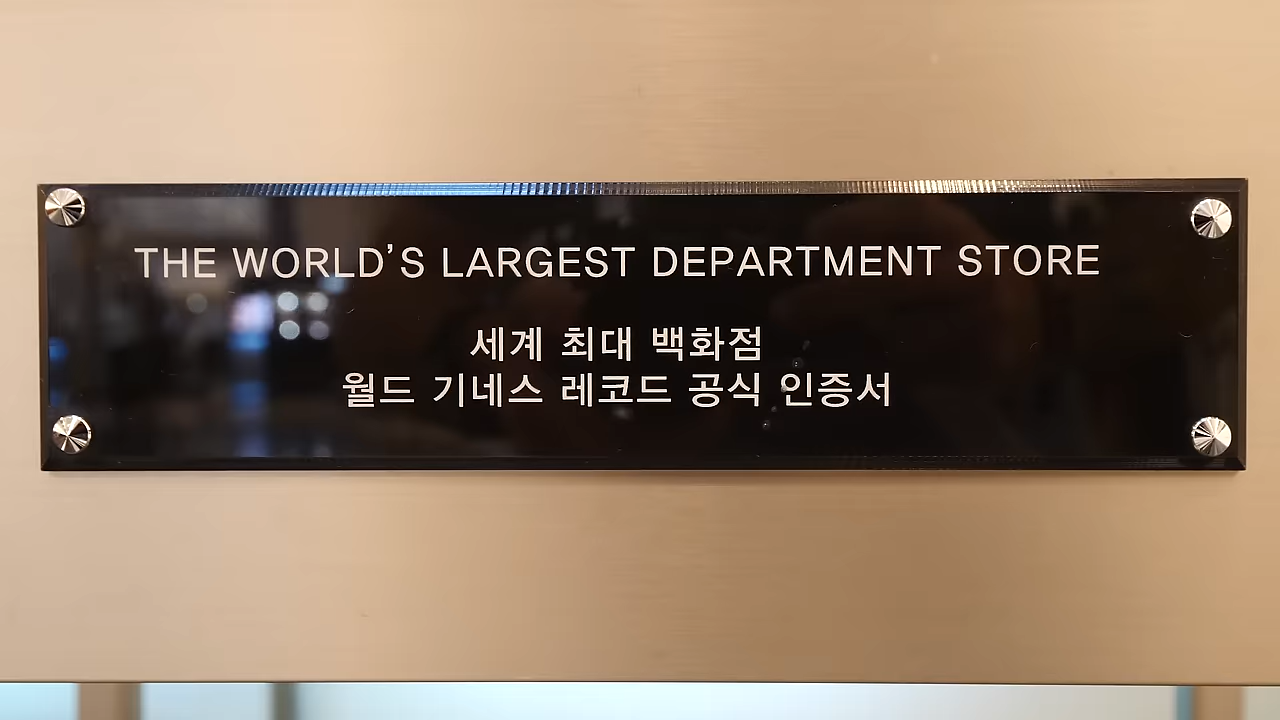 THE WORLD'S LARGEST DEPARTMENT STORE
세계 최대 백화점
월드 기네스 레코드 공식 인증서